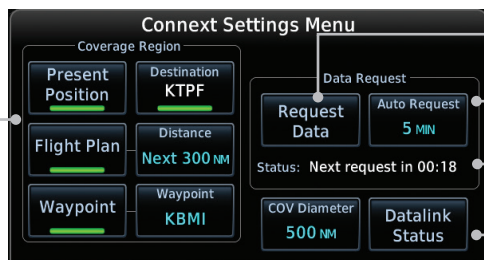 Connext Settings Menu
Coverage Region
Present
Position
Destination
KTPF
Flight Plan
Distance
Next 300 NM
Waypoint
Waypoint
KBMI
Data Request
Request
Data
Auto Request
5 MIN
Status: Next request in 00:18
COV Diameter
500 NM
Datalink
Status